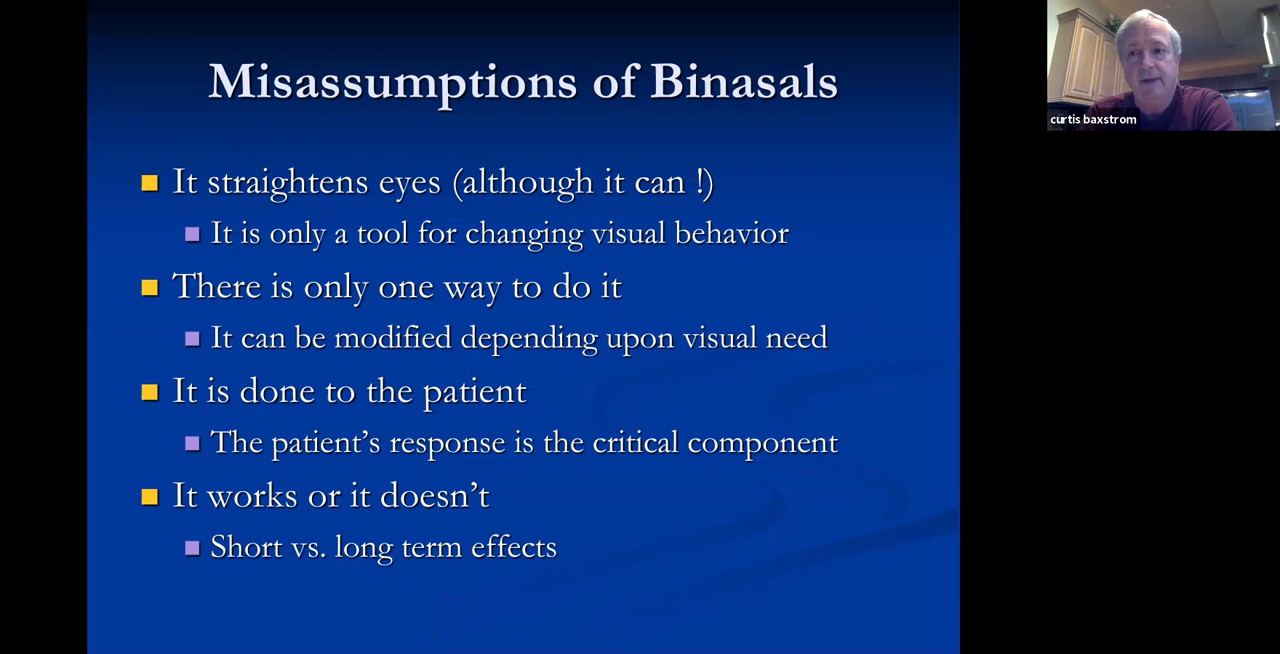 Misassumptions of Binasals
It straightens eyes (although it can !)
It is only a tool for changing visual behavior
There is only one way to do it
It can be modified depending upon visual need
It is done to the patient
The patient’s response is the critical component
It works or it doesn’t
Short vs. long term effects
curtis baxstrom